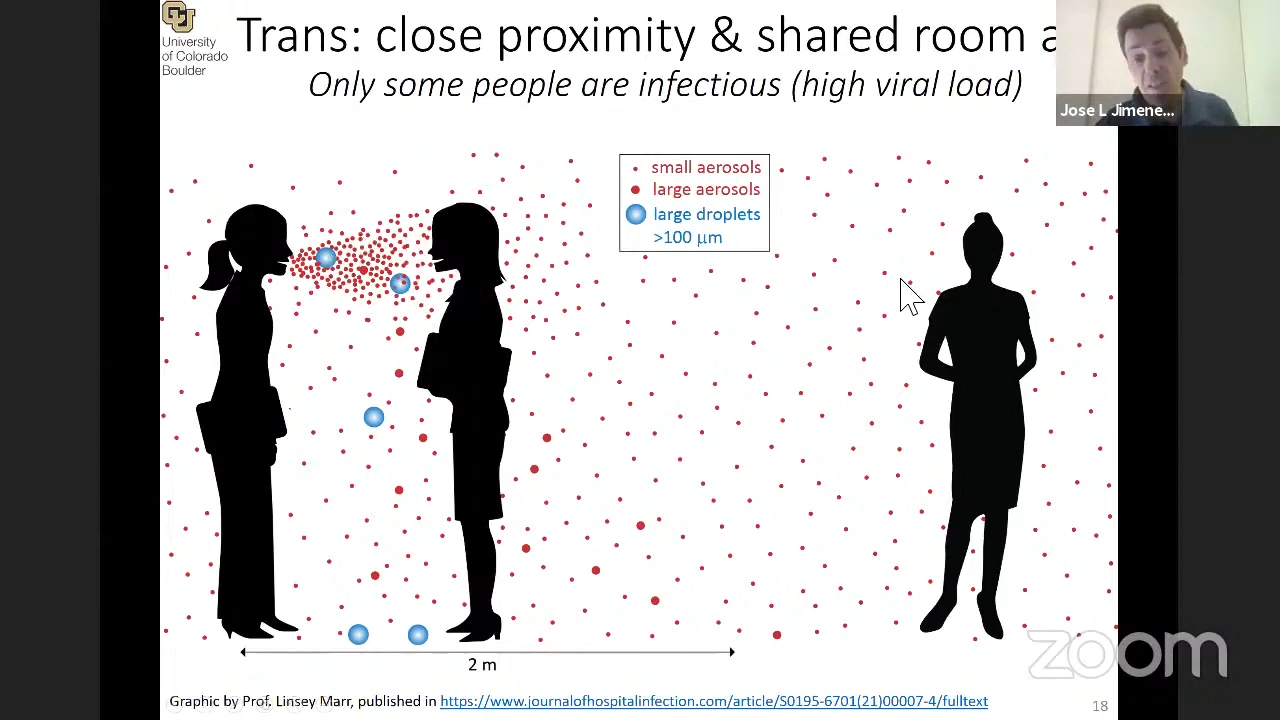 University
of Colorado
Boulder
Trans: close proximity & shared room a
Only some people are infectious (high viral load)
Jose L Jimene...
small aerosols
large aerosols
large droplets
>100 μm
2 m
zoom
Graphic by Prof. Linsey Marr, published in https://www.journalofhospitalinfection.com/article/S0195-6701(21)00007-4/fulltext
18